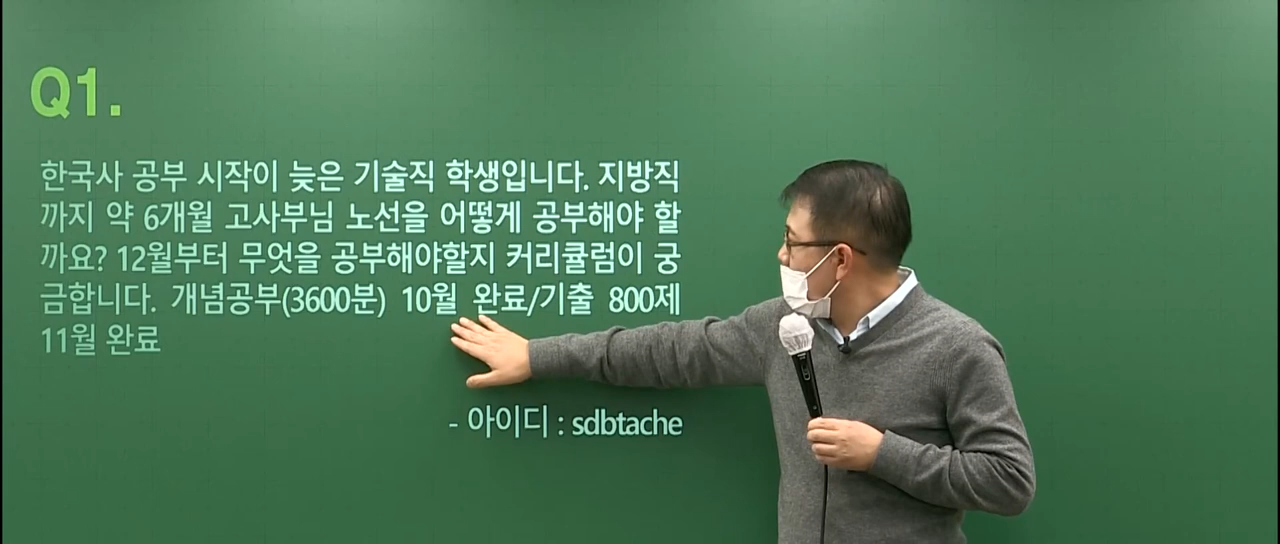 Q1.
한국사 공부 시작이 늦은 기술직 학생입니다. 지방직
까지 약 6개월 고사부님 노선을 어떻게 공부해야 할
까요? 12월부터 무엇을 공부해야할지 커리큘럼이 궁
금합니다. 개념공부(3600분) 10월 완료/기출 800제
11월 완료
- 아이디 : sdbtache